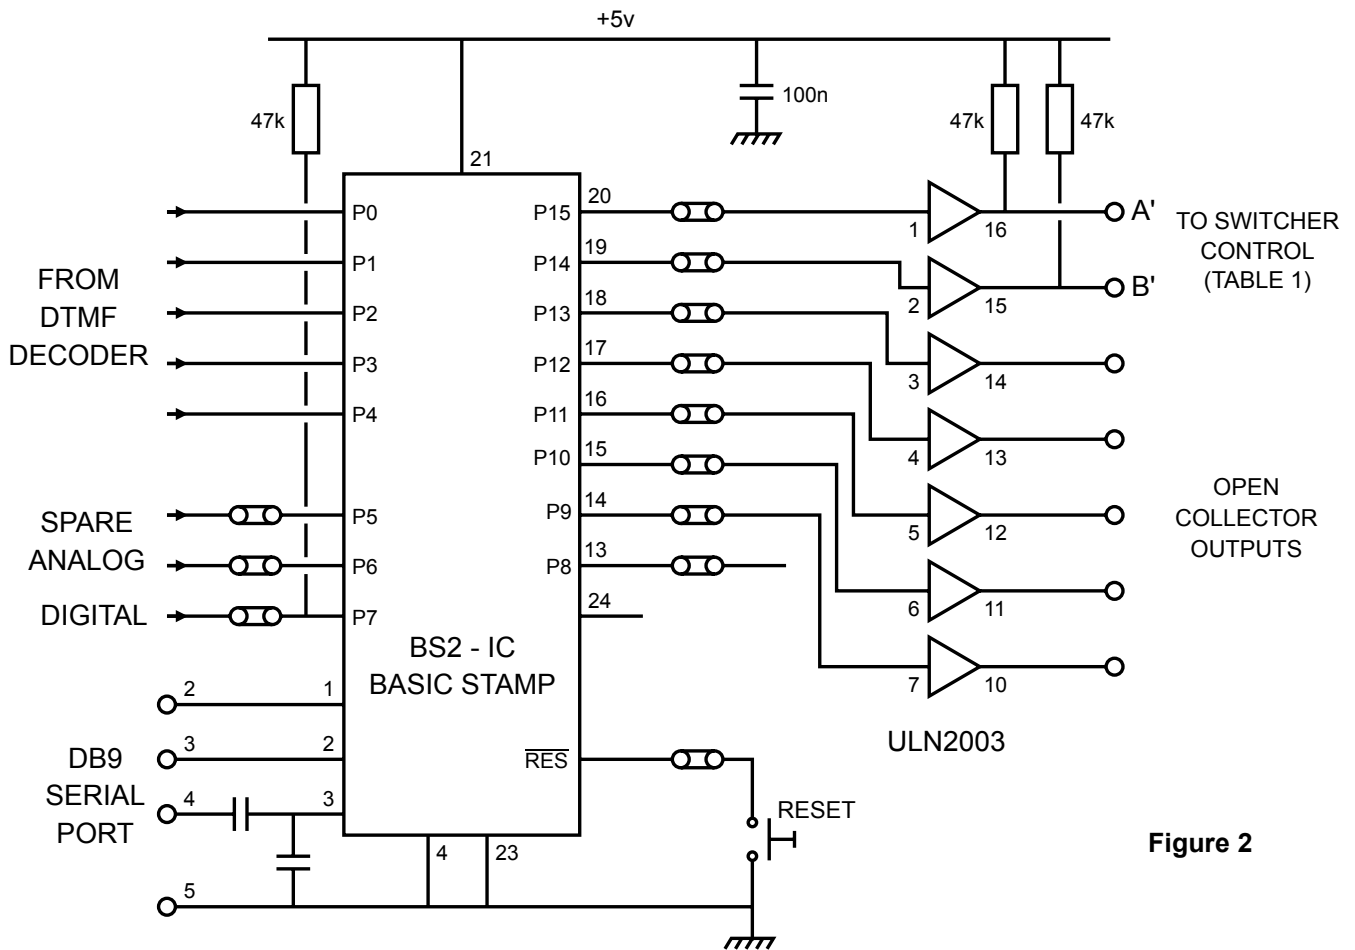 +5v
47k
100n
47k
47k
21
P0
P1
P2
P3
P4
P5
P6
P7
FROM
DTMF
DECODER
SPARE
ANALOG
DIGITAL
P15
P14
P13
P12
P11
P10
P9
P8
20
19
18
17
16
15
14
13
24
BS2 - IC
BASIC STAMP
RES
1
2
3
4
23
2
3
4
5
DB9
SERIAL
PORT
1
16
2
15
3
14
4
13
5
12
6
11
7
10
ULN2003
A'
B'
TO SWITCHER
CONTROL
(TABLE 1)
OPEN
COLLECTOR
OUTPUTS
RESET
Figure 2